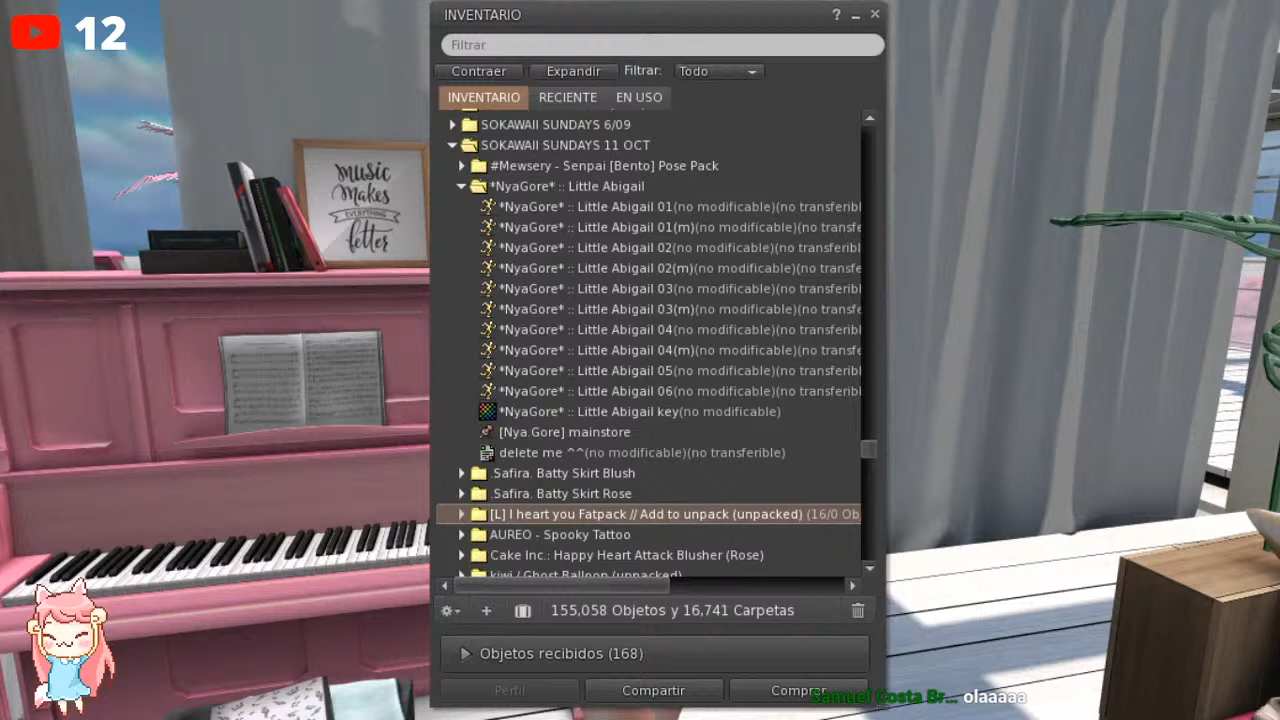 12
INVENTARIO
?
Filtrar
Contraer Expandir Filtrar: Todo
INVENTARIO RECIENTE EN USO
SOKAWAII SUNDAYS 6/09
SOKAWAII SUNDAYS 11 OCT
#Mewsery - Senpai [Bento] Pose Pack
*NyaGore* :: Little Abigail
*NyaGore* :: Little Abigail 01(no modificable)(no transferibl
*NyaGore* :: Little Abigail 01(m)(no modificable)(no transfe
*NyaGore* :: Little Abigail 02(no modificable)(no transferibl
*NyaGore* :: Little Abigail 02(m)(no modificable)(no transfe
*NyaGore* :: Little Abigail 03(no modificable)(no transferibl
*NyaGore* :: Little Abigail 03(m)(no modificable)(no transfe
*NyaGore* :: Little Abigail 04(no modificable)(no transferibl
*NyaGore* :: Little Abigail 04(m)(no modificable)(no transfe
*NyaGore* :: Little Abigail 05(no modificable)(no transferibl
*NyaGore* :: Little Abigail 06(no modificable)(no transferibl
*NyaGore* :: Little Abigail key(no modificable)
[Nya Gore] mainstore
delete me ^^(no modificable)(no transferible)
.Safira. Batty Skirt Blush
.Safira. Batty Skirt Rose
[L] I heart you Fatpack // Add to unpack (unpacked) (16/0 Ob
AUREO - Spooky Tattoo
Cake Inc.: Happy Heart Attack Blusher (Rose)
kiwi / Ghost Balloon (unpacked)
155,058 Objetos y 16,741 Carpetas
Objetos recibidos (168)
Perfil Compartir Comprar
Samuel Costa Br... olaaaaa
music
makes
EVERYTHING
better